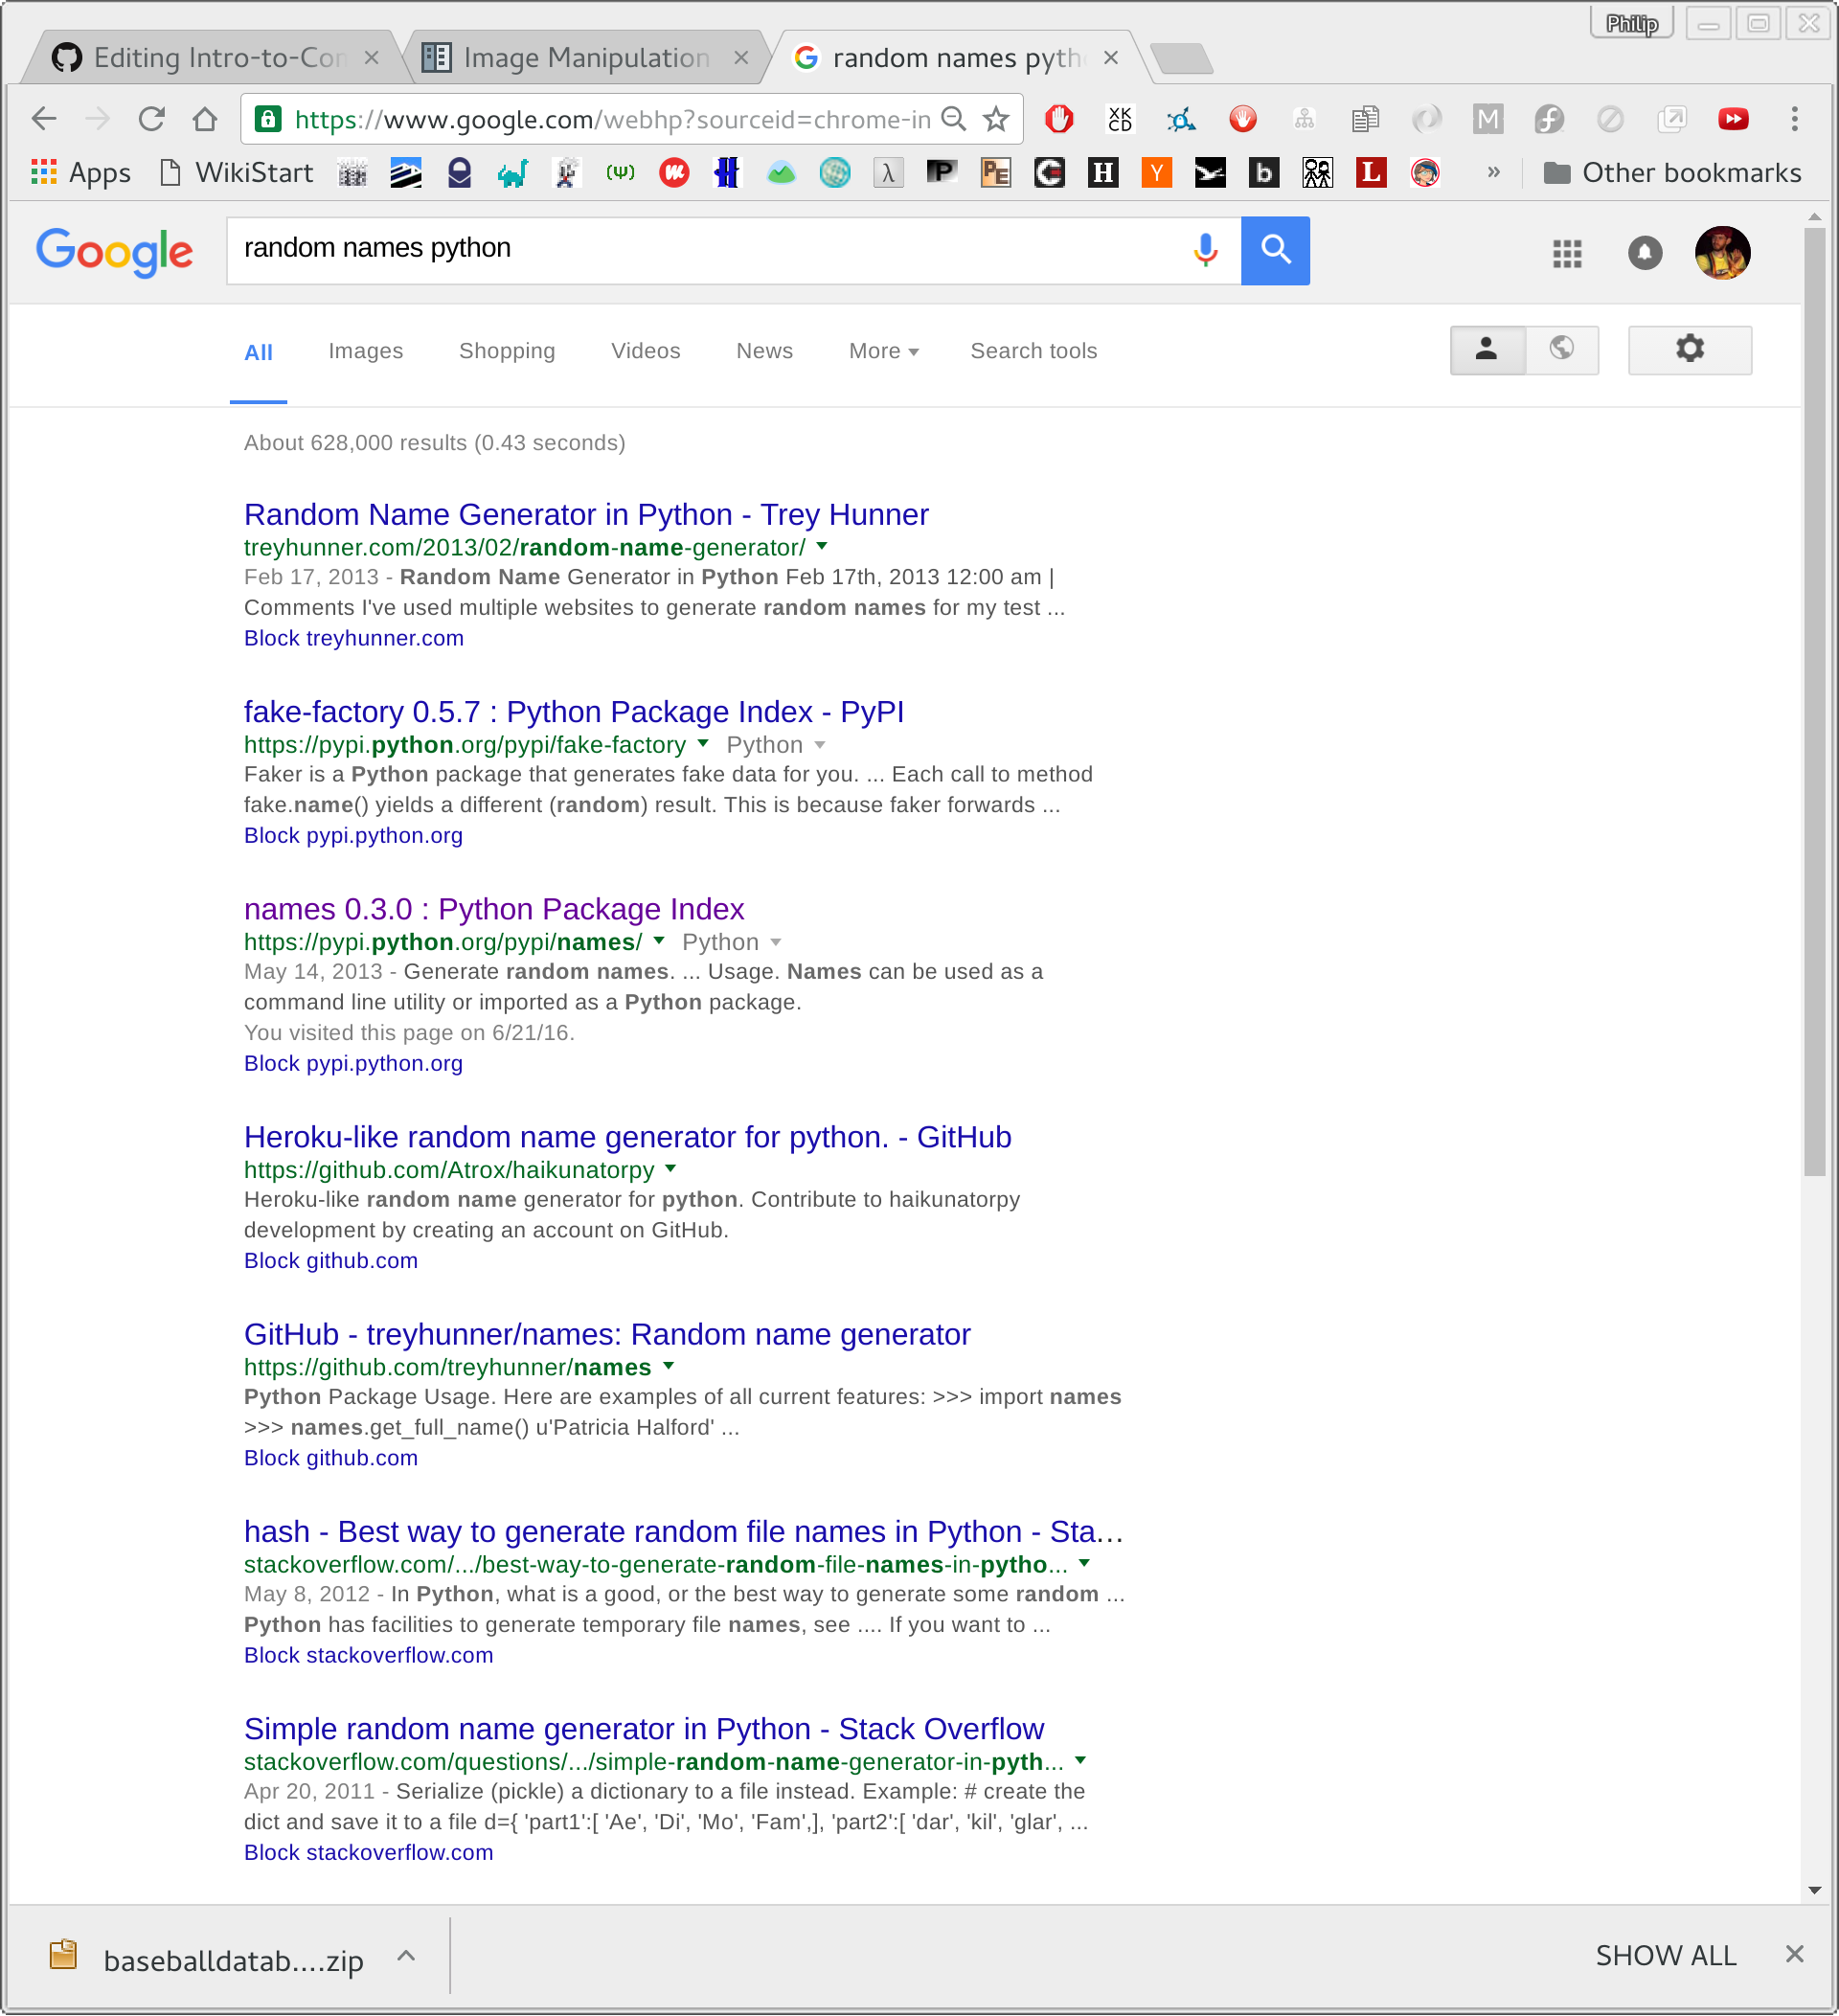 Philip
Editing Intro-to-Con
Image Manipulation
random names pyth
https://www.google.com/webhp?sourceid=chrome-in
XK
CD
M
Apps
WikiStart
(Ψ)
λ
P
PE
H
Y
b
L
»
Other bookmarks
Google
random names python
All
Images
Shopping
Videos
News
More
Search tools
About 628,000 results (0.43 seconds)
Random Name Generator in Python - Trey Hunner
treyhunner.com/2013/02/random-name-generator/
Feb 17, 2013 - Random Name Generator in Python Feb 17th, 2013 12:00 am |
Comments I've used multiple websites to generate random names for my test ...
Block treyhunner.com
fake-factory 0.5.7 : Python Package Index - PyPI
https://pypi.python.org/pypi/fake-factory Python
Faker is a Python package that generates fake data for you. ... Each call to method
fake.name() yields a different (random) result. This is because faker forwards ...
Block pypi.python.org
names 0.3.0 : Python Package Index
https://pypi.python.org/pypi/names/ Python
May 14, 2013 - Generate random names. ... Usage. Names can be used as a
command line utility or imported as a Python package.
You visited this page on 6/21/16.
Block pypi.python.org
Heroku-like random name generator for python. - GitHub
https://github.com/Atrox/haikunatorpy
Heroku-like random name generator for python. Contribute to haikunatorpy
development by creating an account on GitHub.
Block github.com
GitHub - treyhunner/names: Random name generator
https://github.com/treyhunner/names
Python Package Usage. Here are examples of all current features: >>> import names
>>> names.get_full_name() u'Patricia Halford' ...
Block github.com
hash - Best way to generate random file names in Python - Sta...
stackoverflow.com/.../best-way-to-generate-random-file-names-in-pytho...
May 8, 2012 - In Python, what is a good, or the best way to generate some random ...
Python has facilities to generate temporary file names, see .... If you want to ...
Block stackoverflow.com
Simple random name generator in Python - Stack Overflow
stackoverflow.com/questions/.../simple-random-name-generator-in-pyth...
Apr 20, 2011 - Serialize (pickle) a dictionary to a file instead. Example: # create the
dict and save it to a file d={ 'part1':[ 'Ae', 'Di', 'Mo', 'Fam',], 'part2':[ 'dar', 'kil', 'glar', ...
Block stackoverflow.com
baseballdatab....zip
SHOW ALL